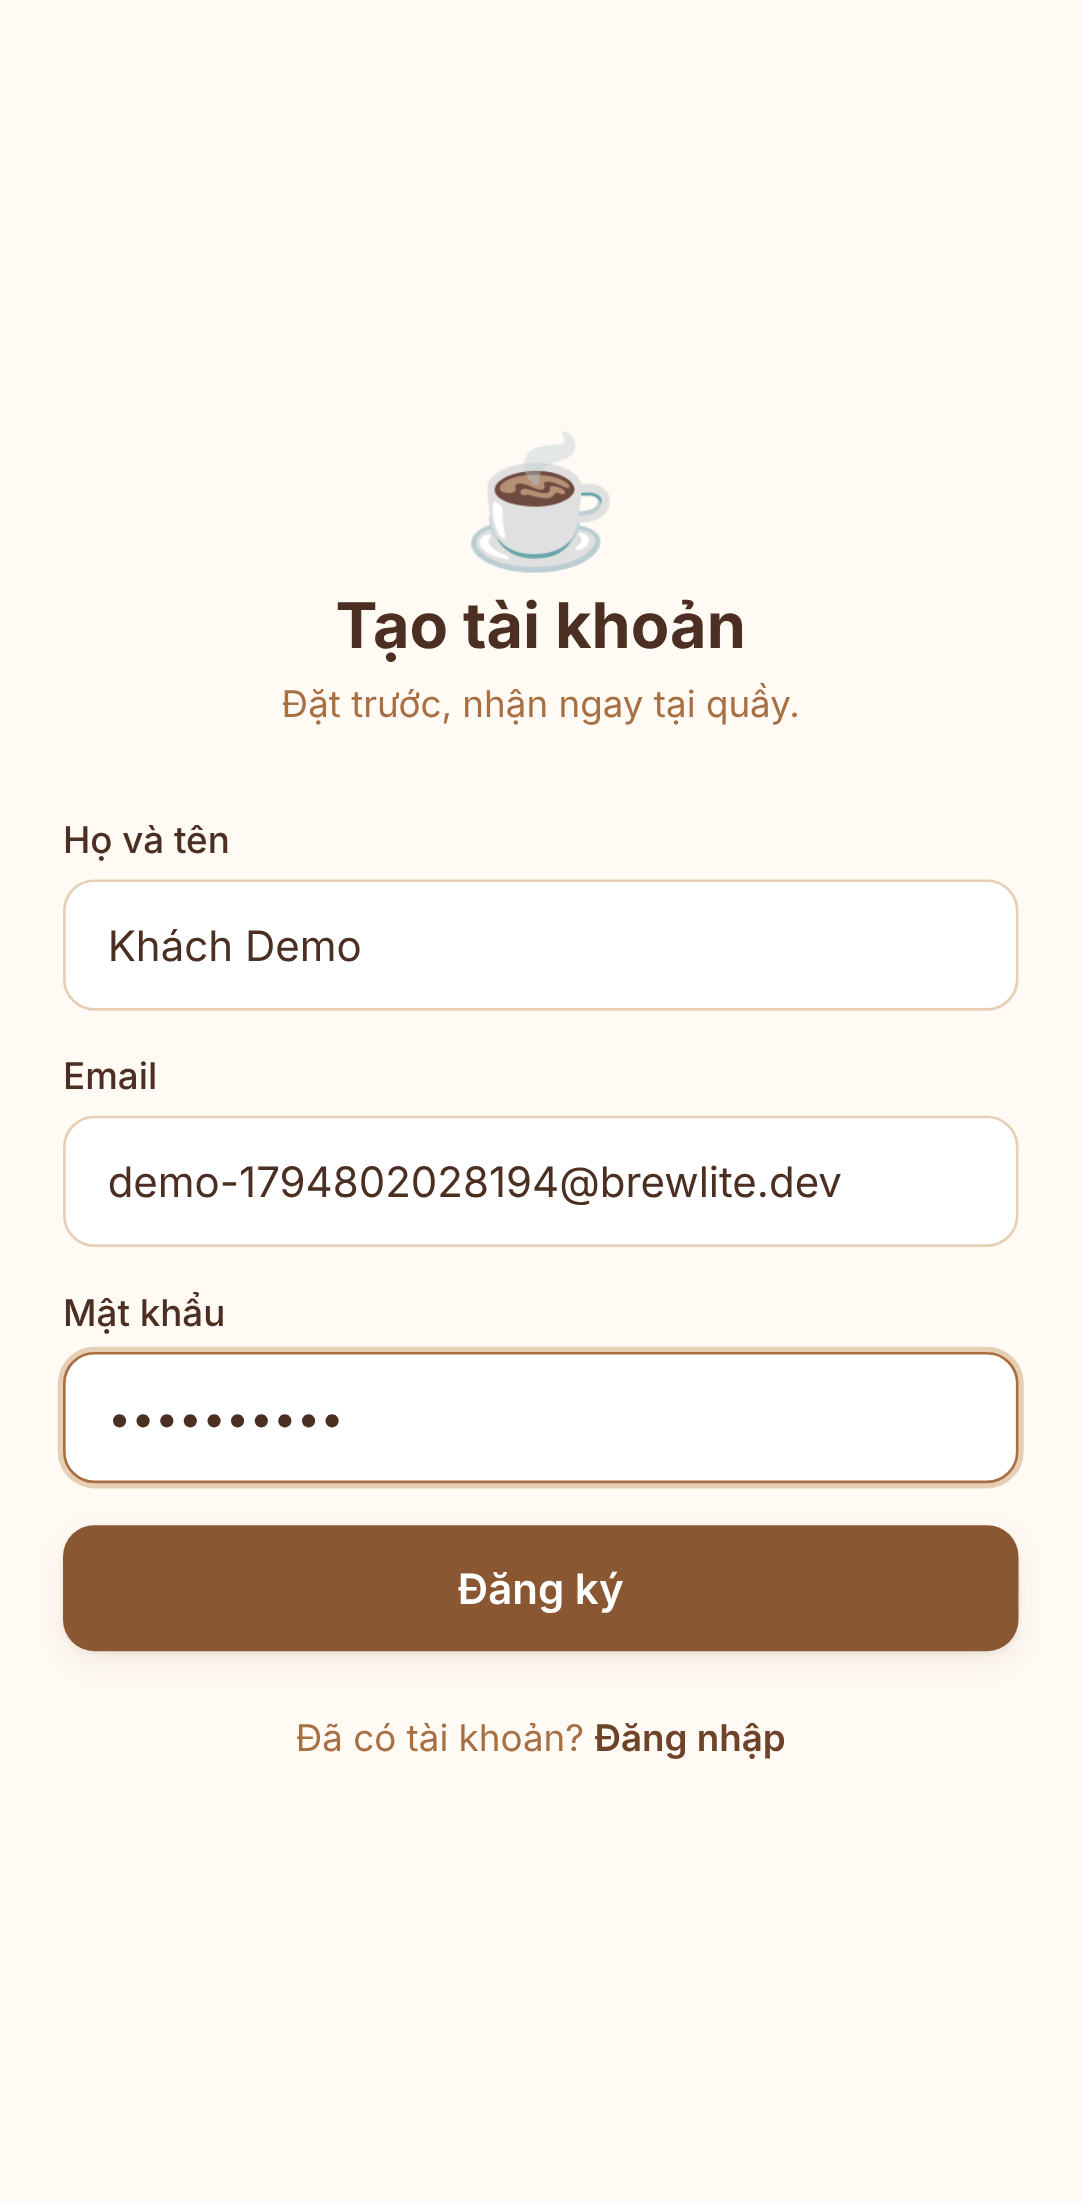 Tạo tài khoản
Đặt trước, nhận ngay tại quầy.
Họ và tên
Khách Demo
Email
demo-1794802028194@brewlite.dev
Mật khẩu
••••••••••
Đăng ký
Đã có tài khoản? Đăng nhập